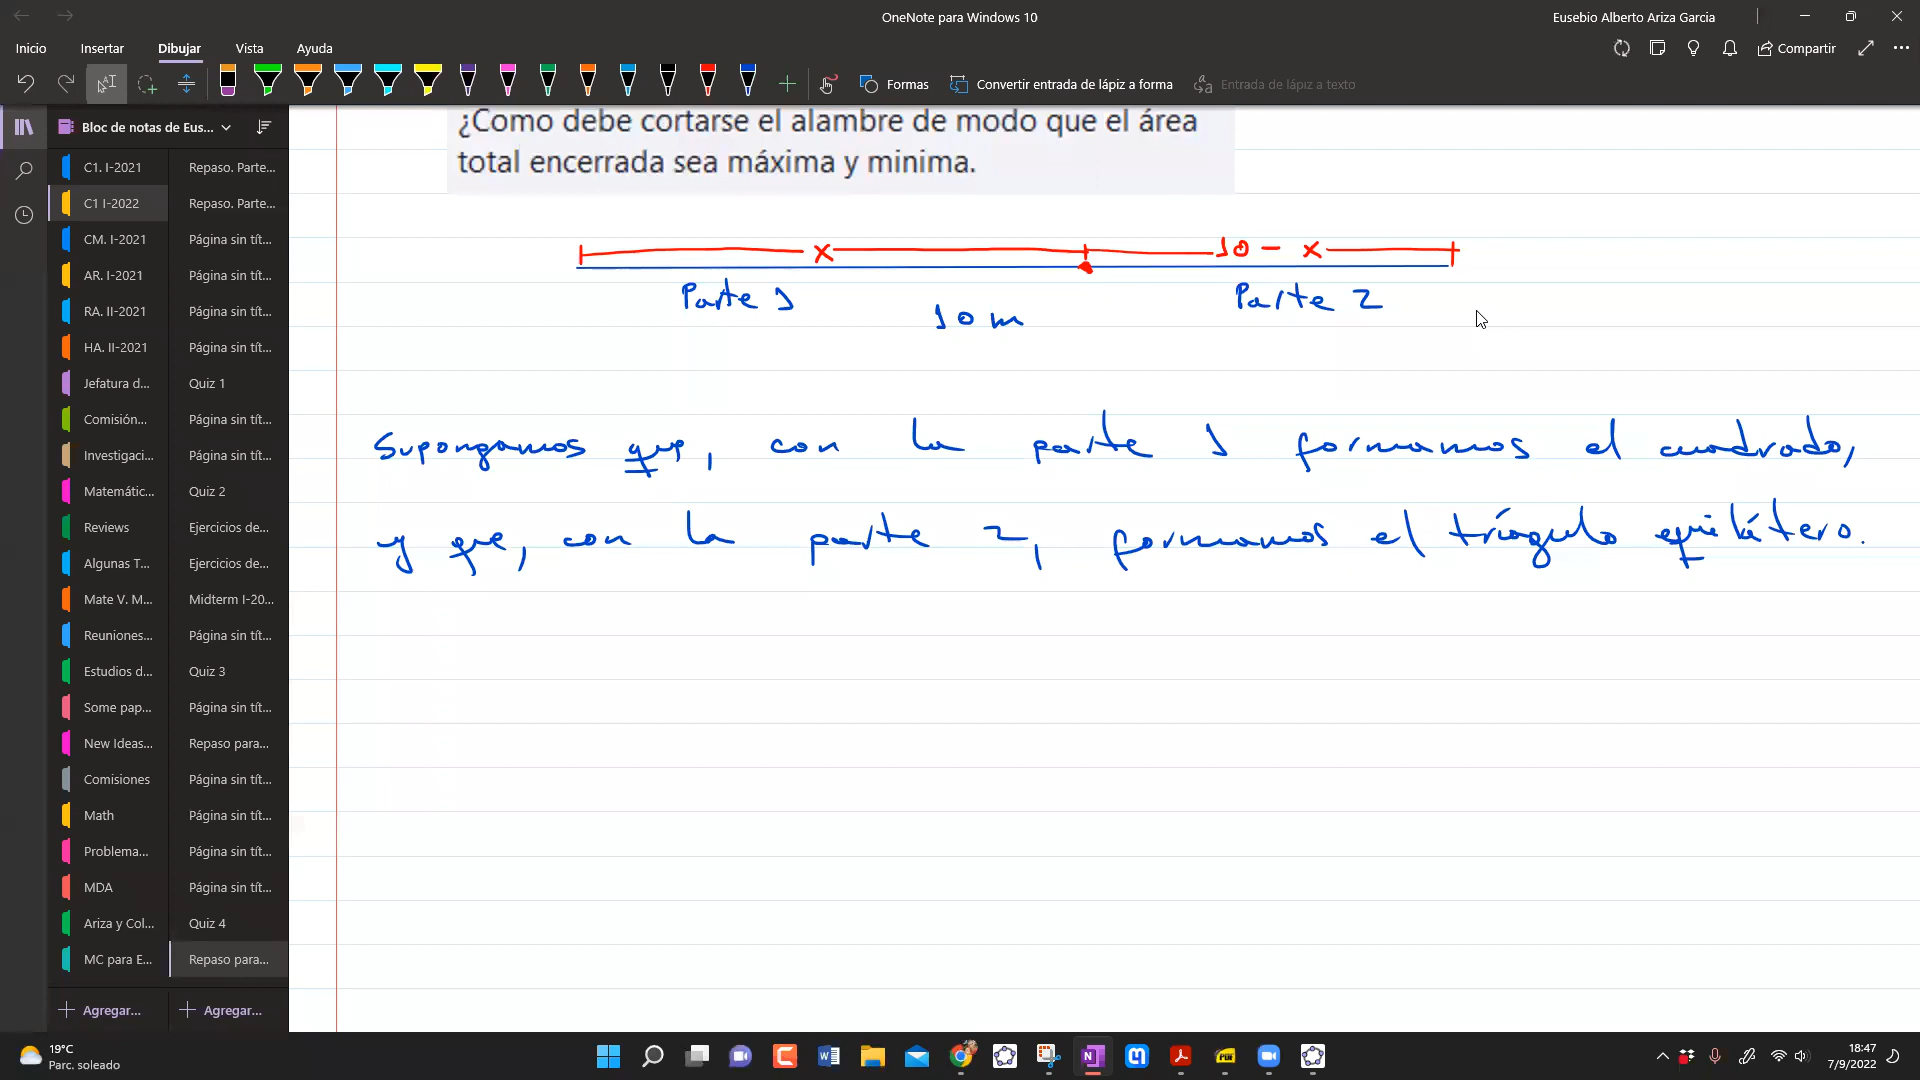 OneNote para Windows 10
Eusebio Alberto Ariza Garcia
Inicio Insertar Dibujar Vista Ayuda
Compartir
Formas
Convertir entrada de lápiz a forma
Entrada de lápiz a texto
Bloc de notas de Eus...
C1. I-2021
C1 I-2022
CM. I-2021
AR. I-2021
RA. II-2021
HA. II-2021
Jefatura d...
Comisión...
Investigaci...
Matemátic...
Reviews
Algunas T...
Mate V. M...
Reuniones...
Estudios d...
Some pap...
New Ideas...
Comisiones
Math
Problema...
MDA
Ariza y Col...
MC para E...
Agregar...
Repaso. Parte...
Repaso. Parte...
Página sin tít...
Página sin tít...
Página sin tít...
Página sin tít...
Quiz 1
Página sin tít...
Página sin tít...
Quiz 2
Ejercicios de...
Ejercicios de...
Midterm I-20...
Página sin tít...
Quiz 3
Página sin tít...
Repaso para...
Página sin tít...
Página sin tít...
Página sin tít...
Página sin tít...
Quiz 4
Repaso para...
Agregar...
¿Como debe cortarse el alambre de modo que el área
total encerrada sea máxima y minima.
x 10 - x
Parte 1 Parte 2
10 m
Supongamos que, con la parte 1 formamos el cuadrado,
y que, con la parte 2, formamos el triángulo equilátero.
19°C
Parc. soleado
18:47
7/9/2022